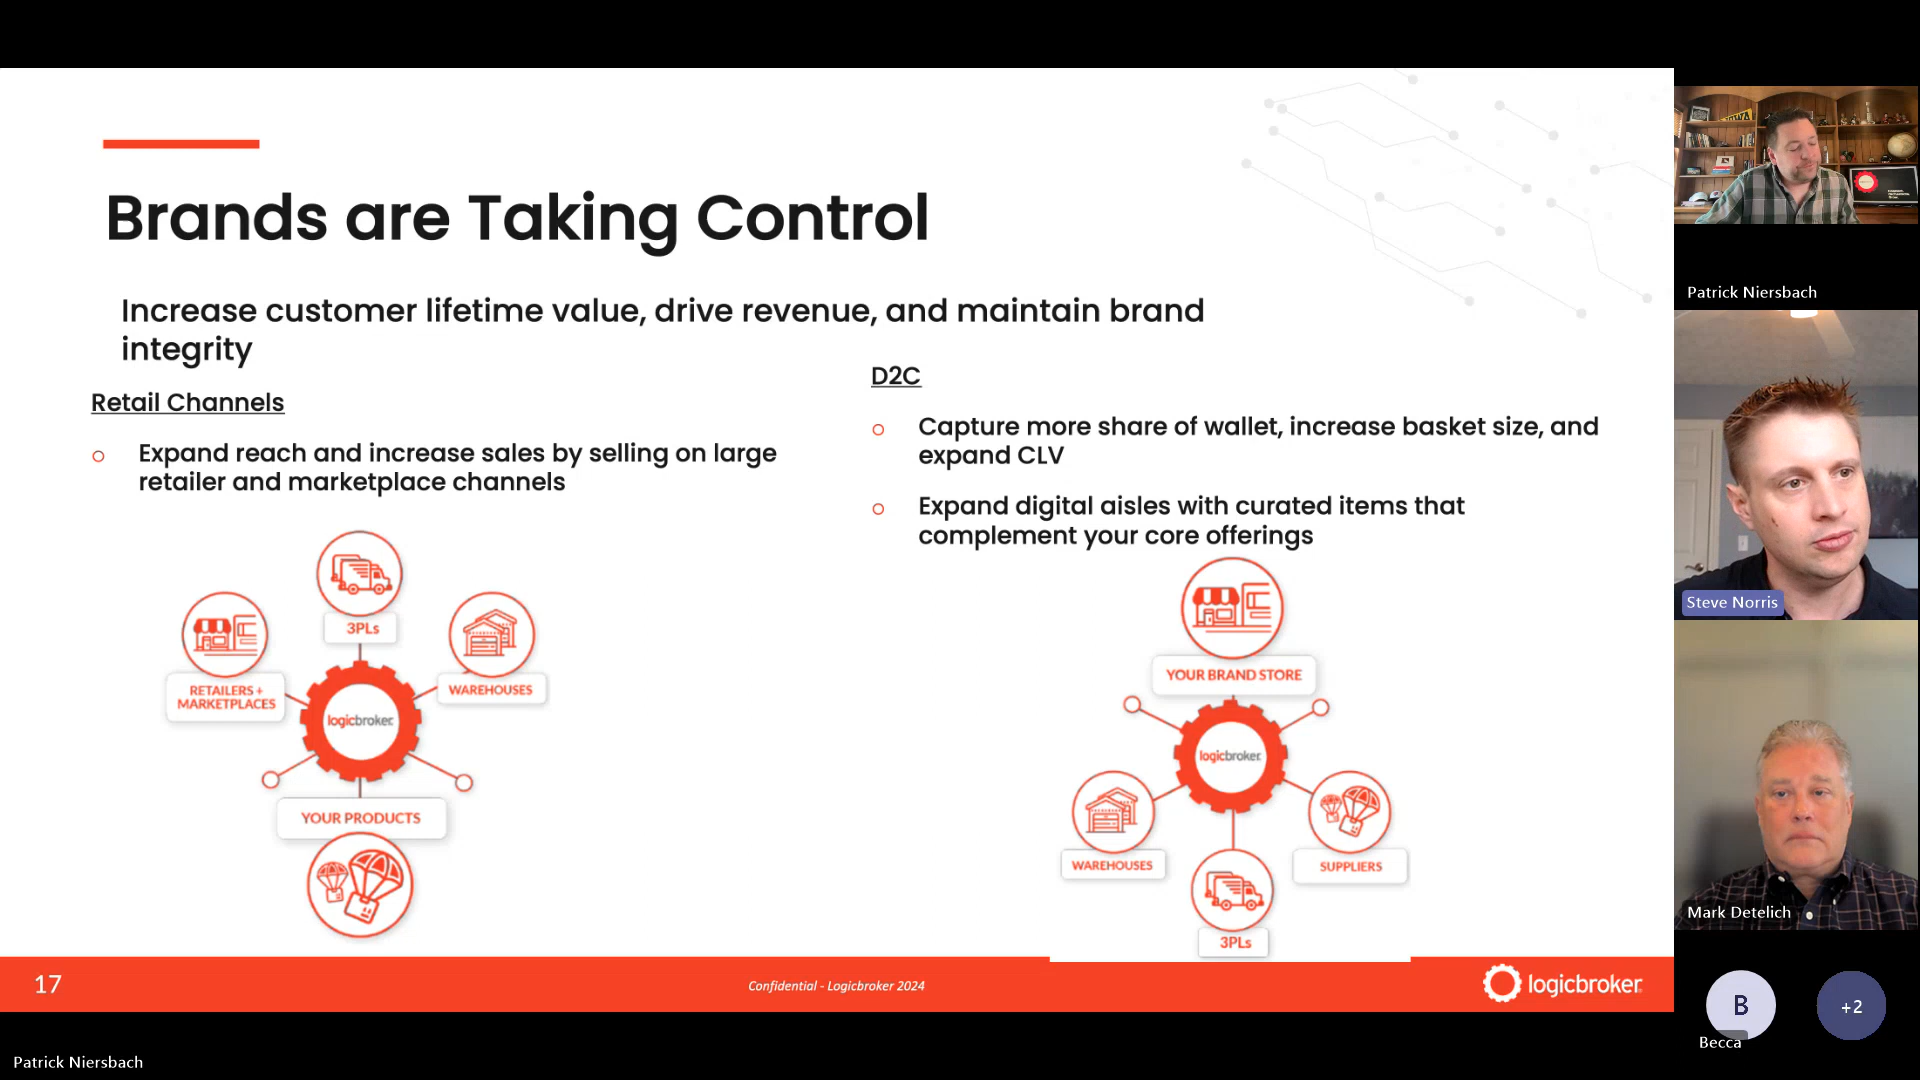 Brands are Taking Control
Increase customer lifetime value, drive revenue, and maintain brand
integrity
Retail Channels
Expand reach and increase sales by selling on large
retailer and marketplace channels
3PLs
RETAILERS +
MARKETPLACES
WAREHOUSES
logicbroker
YOUR PRODUCTS
D2C
Capture more share of wallet, increase basket size, and
expand CLV
Expand digital aisles with curated items that
complement your core offerings
YOUR BRAND STORE
logicbroker
WAREHOUSES
SUPPLIERS
3PLs
17
Confidential - Logicbroker 2024
logicbroker
Patrick Niersbach
Patrick Niersbach
Steve Norris
Mark Detelich
B
Becca
+2